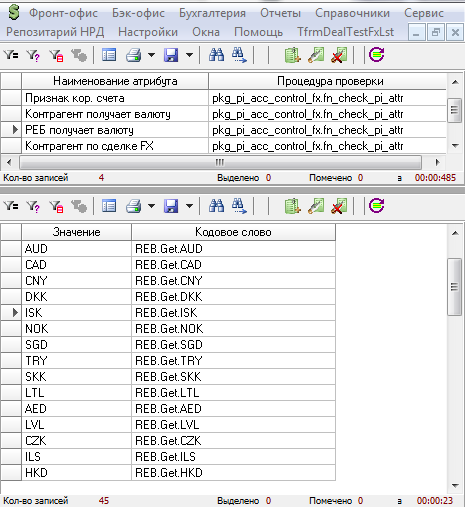 Фронт-офис Бэк-офис Бухгалтерия Отчеты Справочники Сервис
Репозитарий НРД Настройки Окна Помощь TfrmDealTestFxLst
Наименование атрибута Процедура проверки
Признак кор. счета pkg_pi_acc_control_fx.fn_check_pi_attr
Контрагент получает валюту pkg_pi_acc_control_fx.fn_check_pi_attr
РЕБ получает валюту pkg_pi_acc_control_fx.fn_check_pi_attr
Контрагент по сделке FX pkg_pi_acc_control_fx.fn_check_pi_attr
Кол-во записей 4 Выделено 0 Помечено 0 в 00:00:485
Значение Кодовое слово
AUD REB.Get.AUD
CAD REB.Get.CAD
CNY REB.Get.CNY
DKK REB.Get.DKK
ISK REB.Get.ISK
NOK REB.Get.NOK
SGD REB.Get.SGD
TRY REB.Get.TRY
SKK REB.Get.SKK
LTL REB.Get.LTL
AED REB.Get.AED
LVL REB.Get.LVL
CZK REB.Get.CZK
ILS REB.Get.ILS
HKD REB.Get.HKD
Кол-во записей 45 Выделено 0 Помечено 0 в 00:00:23